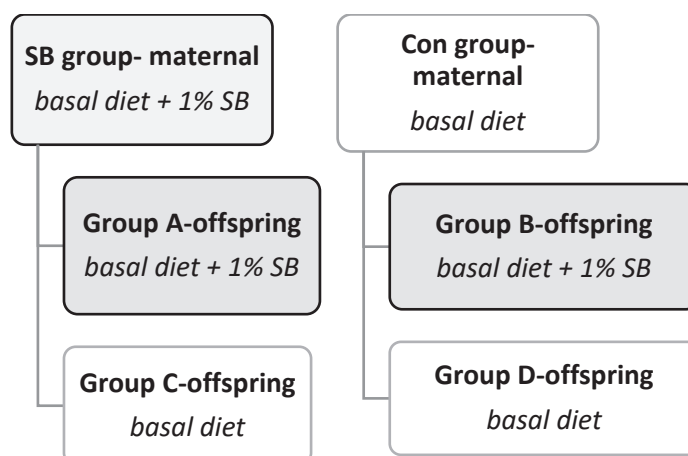 SB group- maternal
basal diet + 1% SB
Con group-
maternal
basal diet
Group A-offspring
basal diet + 1% SB
Group B-offspring
basal diet + 1% SB
Group C-offspring
basal diet
Group D-offspring
basal diet